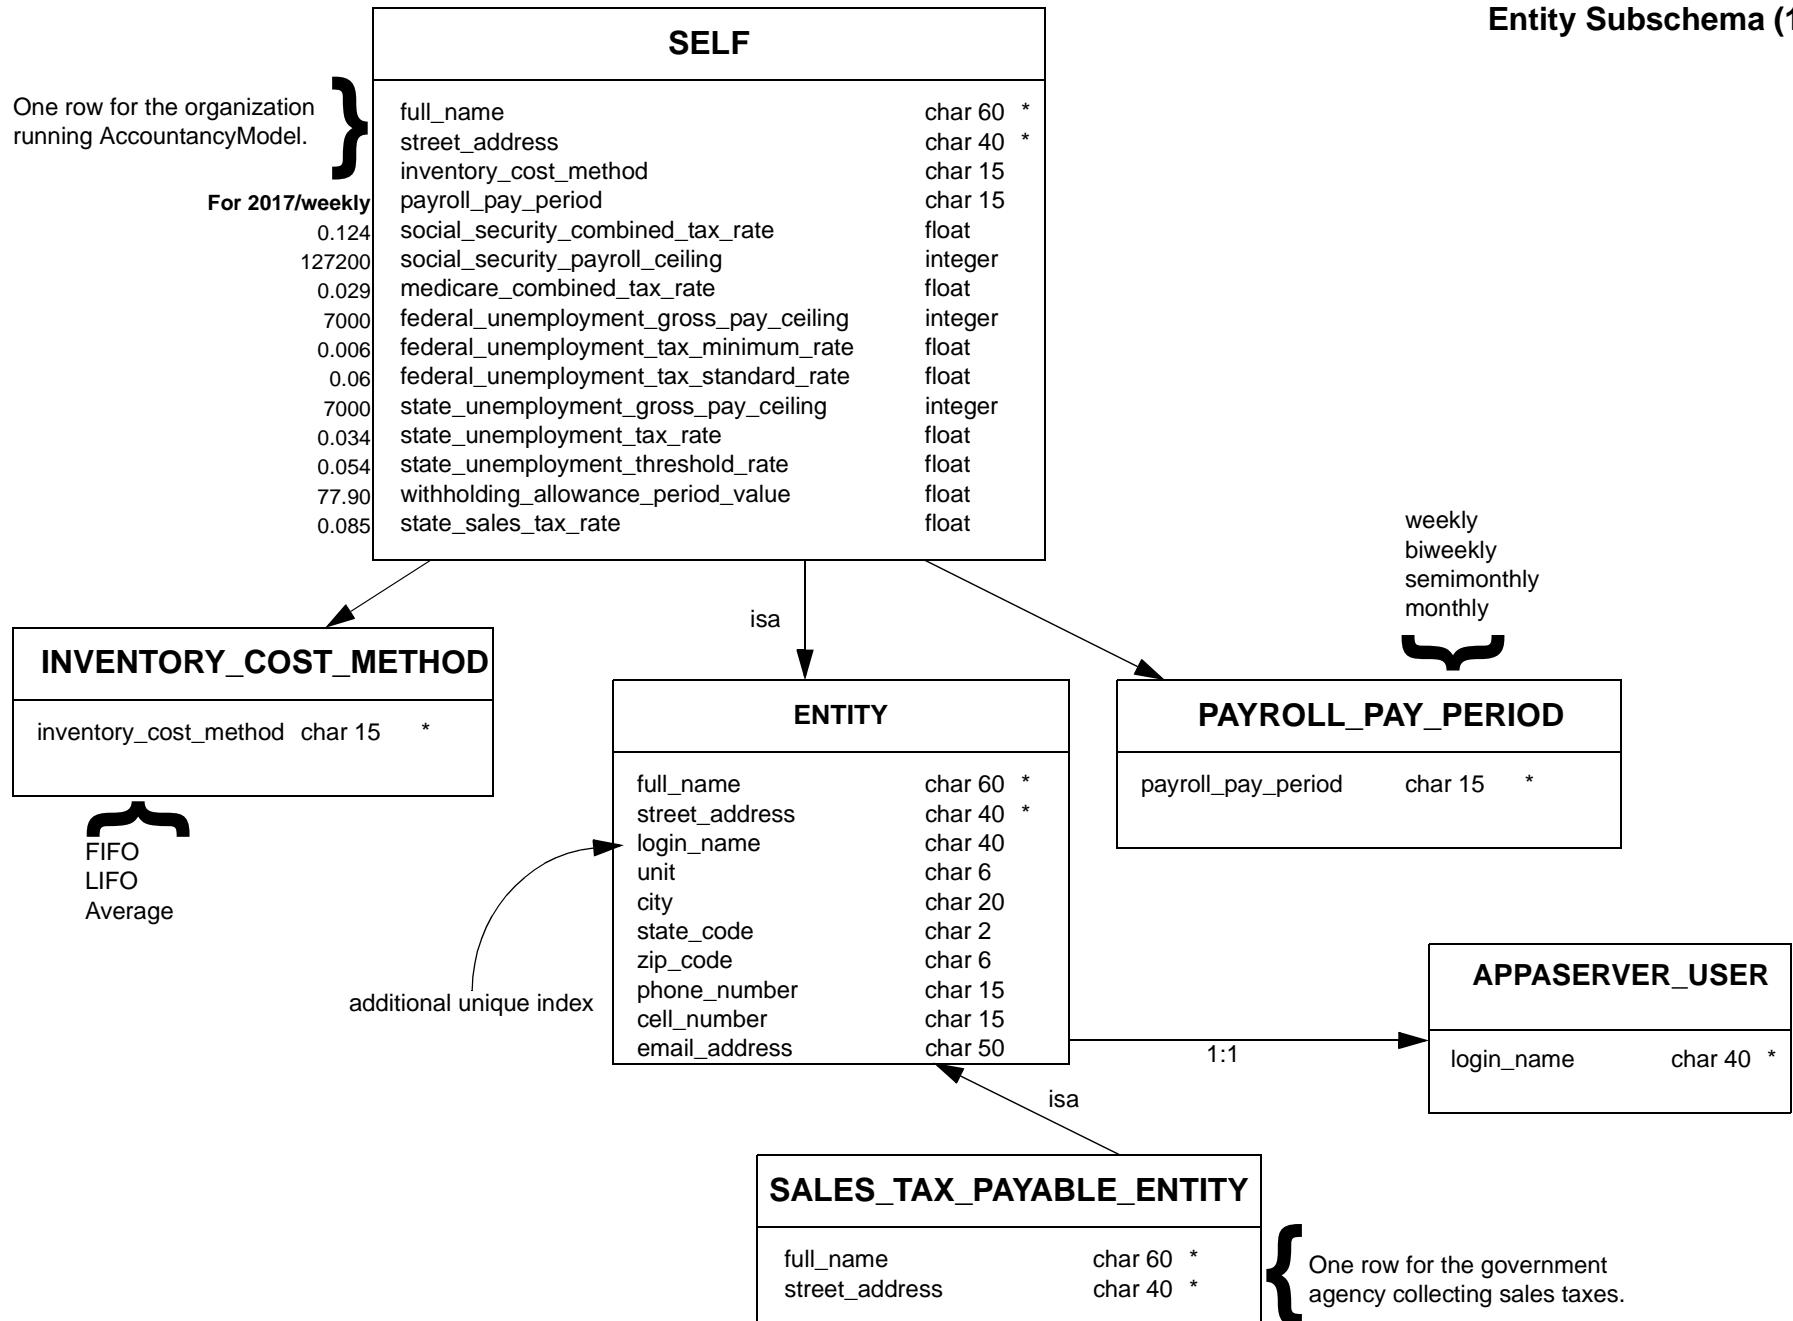 Entity Subschema (1
SELF
One row for the organization
running AccountancyModel.
full_name char 60 *
street_address char 40 *
inventory_cost_method char 15
For 2017/weekly payroll_pay_period char 15
0.124 social_security_combined_tax_rate float
127200 social_security_payroll_ceiling integer
0.029 medicare_combined_tax_rate float
7000 federal_unemployment_gross_pay_ceiling integer
0.006 federal_unemployment_tax_minimum_rate float
0.06 federal_unemployment_tax_standard_rate float
7000 state_unemployment_gross_pay_ceiling integer
0.034 state_unemployment_tax_rate float
0.054 state_unemployment_threshold_rate float
77.90 withholding_allowance_period_value float
0.085 state_sales_tax_rate float
weekly
biweekly
semimonthly
monthly
isa
INVENTORY_COST_METHOD
inventory_cost_method char 15 *
FIFO
LIFO
Average
ENTITY
full_name char 60 *
street_address char 40 *
login_name char 40
unit char 6
city char 20
state_code char 2
zip_code char 6
phone_number char 15
cell_number char 15
email_address char 50
additional unique index
PAYROLL_PAY_PERIOD
payroll_pay_period char 15 *
1:1
APPASERVER_USER
login_name char 40 *
isa
SALES_TAX_PAYABLE_ENTITY
full_name char 60 *
street_address char 40 *
One row for the government
agency collecting sales taxes.